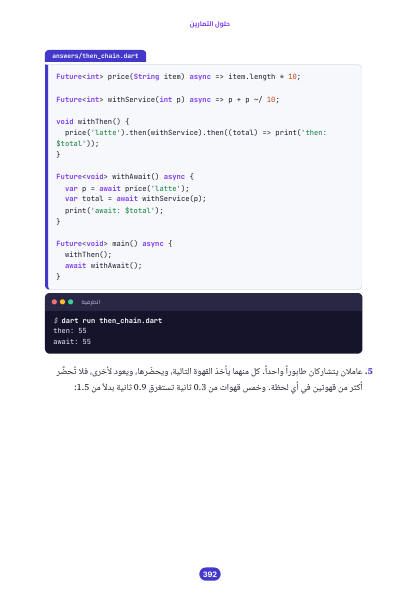 حلول التمارين
answers/then_chain.dart
Future<int> price(String item) async => item.length * 10;
Future<int> withService(int p) async => p + p ~/ 10;
void withThen() {
price('latte').then(withService).then((total) => print('then:
$total'));
}
Future<void> withAwait() async {
var p = await price('latte');
var total = await withService(p);
print('await: $total');
}
Future<void> main() async {
withThen();
await withAwait();
}
الطرفية
$ dart run then_chain.dart
then: 55
await: 55
5. عاملان يتشاركان طابوراً واحداً. كل منهما يأخذ القهوة التالية، ويحضّرها، ويعود لأخرى، فلا تُحضَّر
أكثر من قهوتين في أي لحظة. وخمس قهوات من 0.3 ثانية تستغرق 0.9 ثانية بدلاً من 1.5:
392